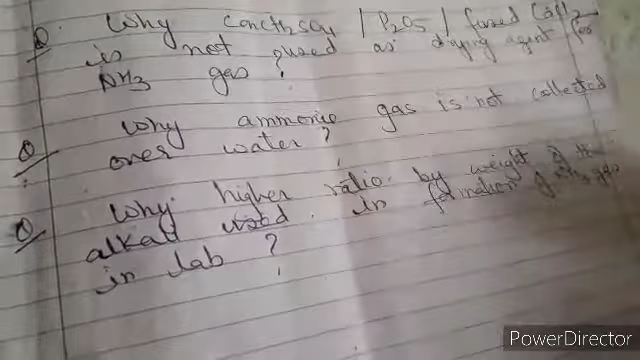 Q. Why conc H2SO4 / P2O5 / fused CaCl2
is not used as drying agent for
NH3 gas ?
Q Why ammonia gas is not collected
over water ?
Q Why higher ratio by weight of the
alkali used in formation of NH3 gas
in lab ?
PowerDirector